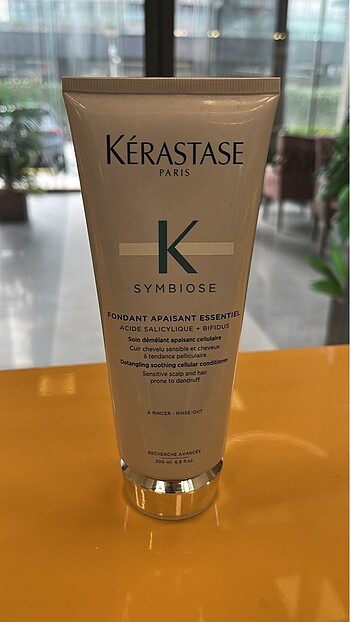 KÉRASTASE
PARIS
K
SYMBIOSE
FONDANT APAISANT ESSENTIEL
ACIDE SALICYLIQUE + BIFIDUS
Soin démêlant apaisant cellulaire
Cuir chevelu sensible et cheveux
à tendance pelliculaire
Detangling soothing cellular conditioner
Sensitive scalp and hair
prone to dandruff
À RINCER - RINSE-OUT
RECHERCHE AVANCÉE
200 ml 6.8 fl.oz.